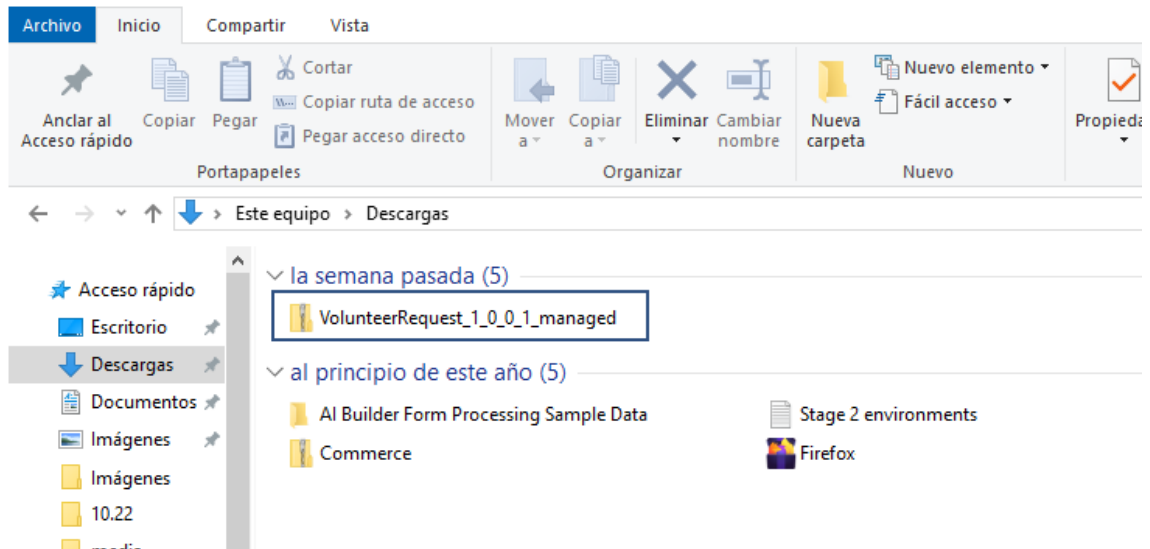 Archivo Inicio Compartir Vista
Anclar al
Acceso rápido
Copiar
Pegar
Cortar
Copiar ruta de acceso
Pegar acceso directo
Portapapeles
Mover
a
Copiar
a
Eliminar
Cambiar
nombre
Organizar
Nueva
carpeta
Nuevo elemento
Fácil acceso
Nuevo
Propieda
Este equipo > Descargas
Acceso rápido
Escritorio
Descargas
Documentos
Imágenes
Imágenes
10.22
la semana pasada (5)
VolunteerRequest_1_0_0_1_managed
al principio de este año (5)
AI Builder Form Processing Sample Data
Stage 2 environments
Commerce
Firefox